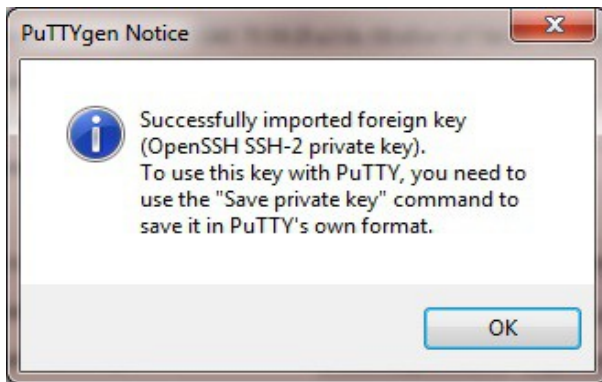 PuTTYgen Notice
Successfully imported foreign key
(OpenSSH SSH-2 private key).
To use this key with PuTTY, you need to
use the "Save private key" command to
save it in PuTTY's own format.
OK